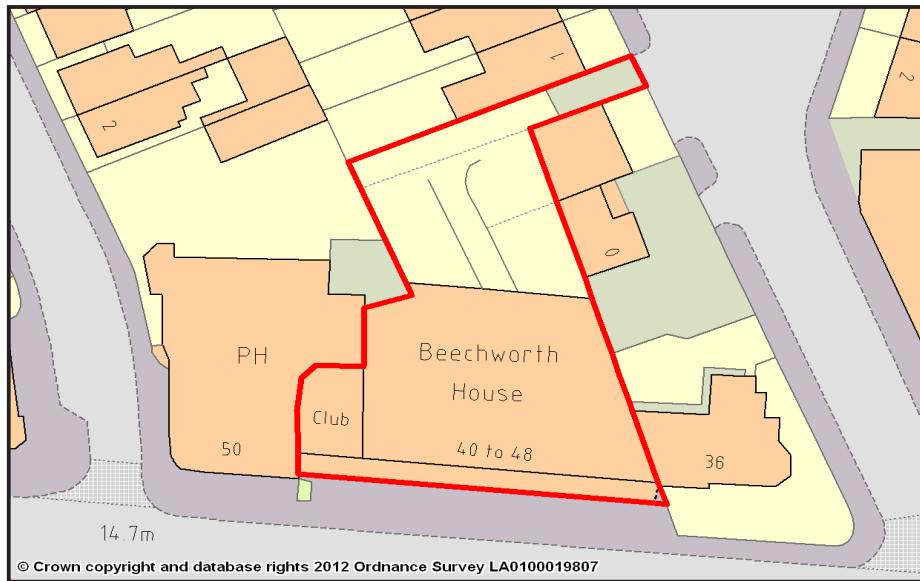 1
2
2
0
PH
Beechworth
House
Club
50
40 to 48
36
14.7m
© Crown copyright and database rights 2012 Ordnance Survey LA0100019807